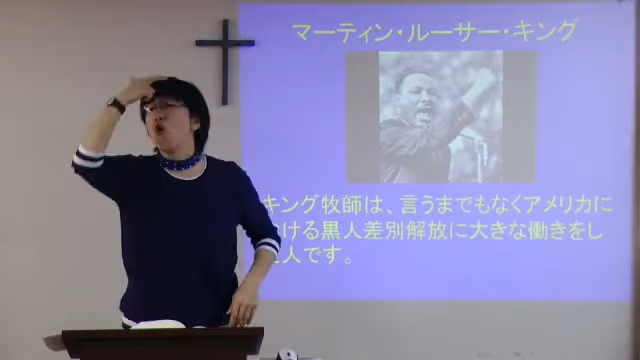 マーティン・ルーサー・キング
キング牧師は、言うまでもなくアメリカに
ける黒人差別解放に大きな働きをし
人です。